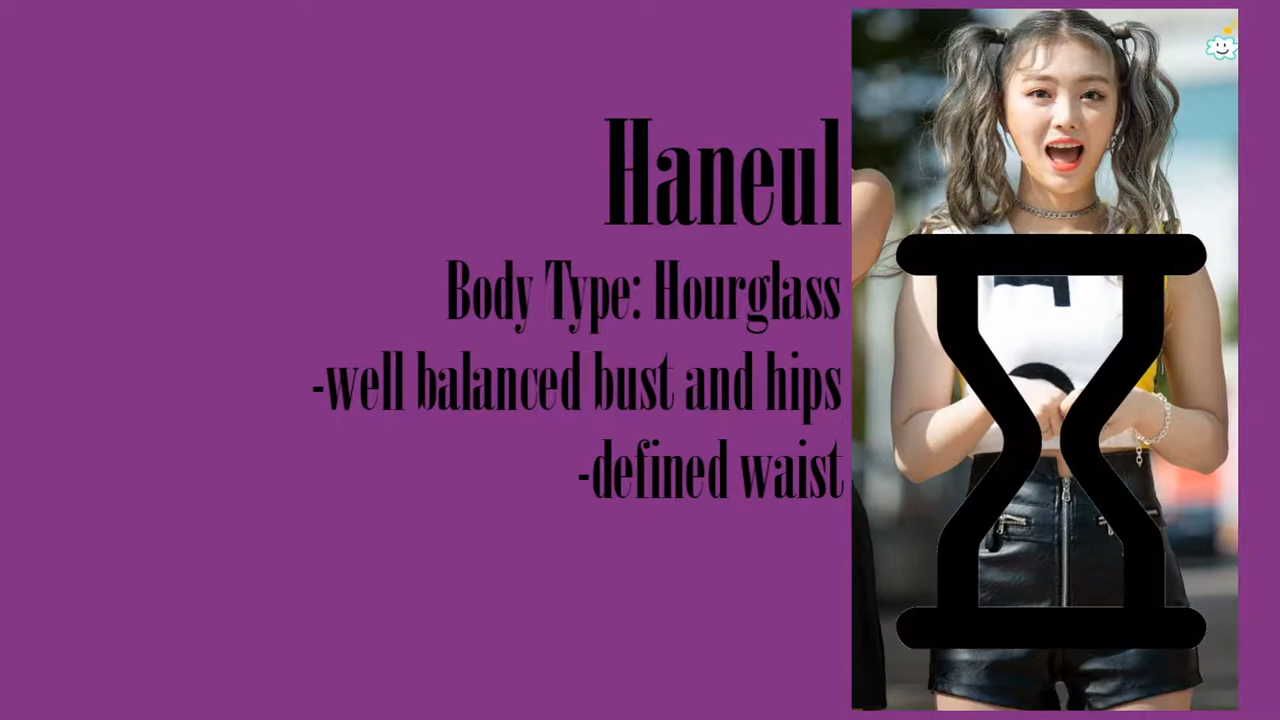 Haneul
Body Type: Hourglass
-well balanced bust and hips
-defined waist